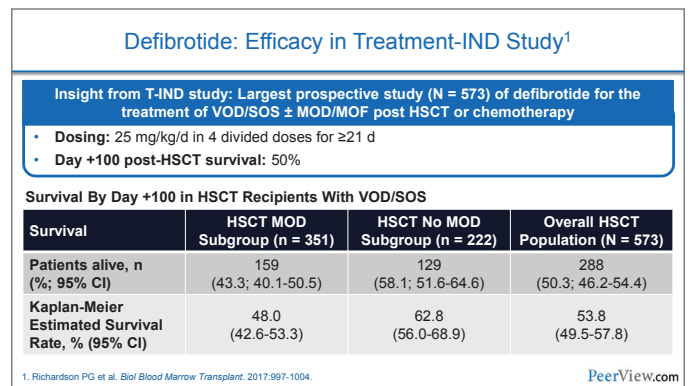 Defibrotide: Efficacy in Treatment-IND Study1
Insight from T-IND study: Largest prospective study (N = 573) of defibrotide for the
treatment of VOD/SOS ± MOD/MOF post HSCT or chemotherapy
• Dosing: 25 mg/kg/d in 4 divided doses for ≥21 d
• Day +100 post-HSCT survival: 50%
Survival By Day +100 in HSCT Recipients With VOD/SOS
Survival
HSCT MOD
Subgroup (n = 351)
HSCT No MOD
Subgroup (n = 222)
Overall HSCT
Population (N = 573)
Patients alive, n
(%; 95% CI)
159
(43.3; 40.1-50.5)
129
(58.1; 51.6-64.6)
288
(50.3; 46.2-54.4)
Kaplan-Meier
Estimated Survival
Rate, % (95% CI)
48.0
(42.6-53.3)
62.8
(56.0-68.9)
53.8
(49.5-57.8)
1. Richardson PG et al. Biol Blood Marrow Transplant. 2017:997-1004.
PeerView.com